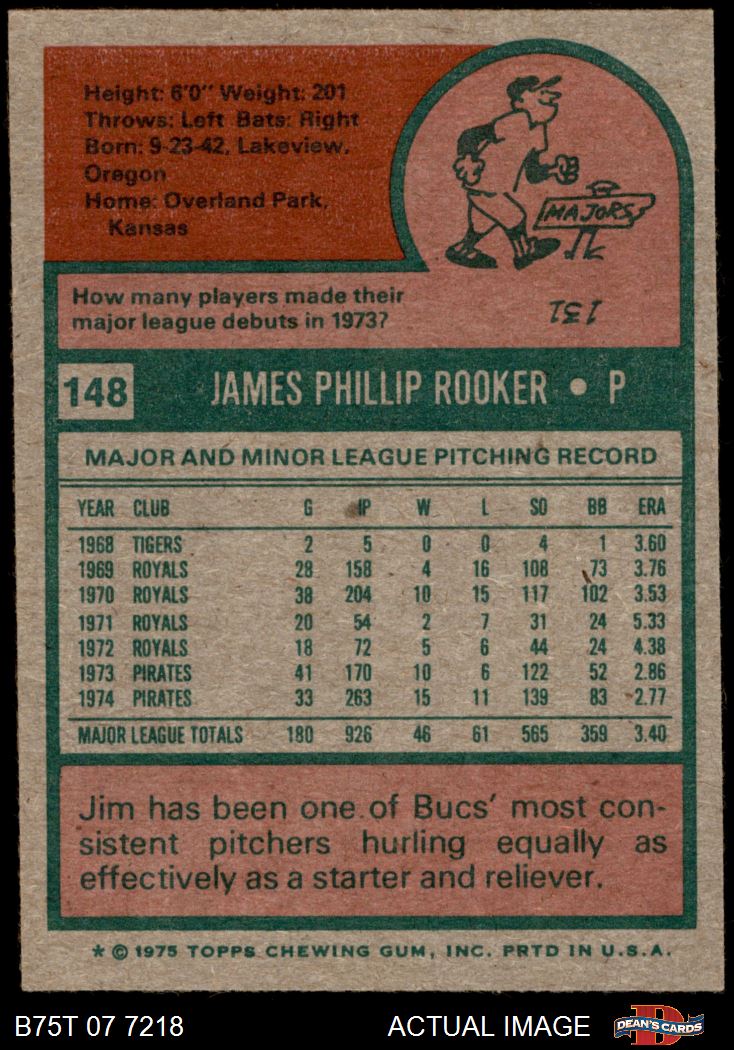 Height: 6'0" Weight: 201
Throws: Left Bats: Right
Born: 9-23-42, Lakeview,
Oregon
Home: Overland Park,
Kansas
MAJORS
How many players made their
major league debuts in 1973?
131
148 JAMES PHILLIP ROOKER • P
MAJOR AND MINOR LEAGUE PITCHING RECORD
YEAR CLUB G IP W L SO BB ERA
1968 TIGERS 2 5 0 0 4 1 3.60
1969 ROYALS 28 158 4 16 108 73 3.76
1970 ROYALS 38 204 10 15 117 102 3.53
1971 ROYALS 20 54 2 7 31 24 5.33
1972 ROYALS 18 72 5 6 44 24 4.38
1973 PIRATES 41 170 10 6 122 52 2.86
1974 PIRATES 33 263 15 11 139 83 2.77
MAJOR LEAGUE TOTALS 180 926 46 61 565 359 3.40
Jim has been one of Bucs' most con-
sistent pitchers hurling equally as
effectively as a starter and reliever.
* © 1975 TOPPS CHEWING GUM, INC. PRTD IN U.S.A.
B75T 07 7218 ACTUAL IMAGE DEAN'S CARDS